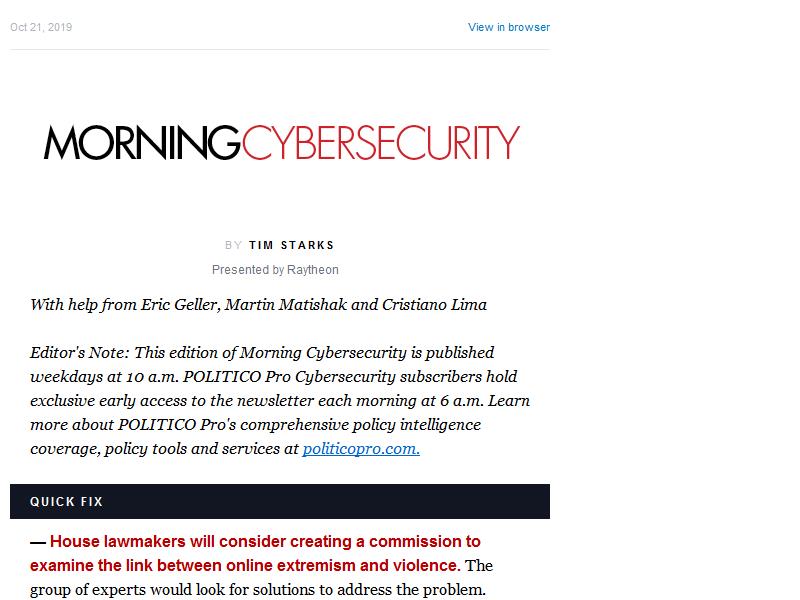 Oct 21, 2019
View in browser
MORNINGCYBERSECURITY
BY TIM STARKS
Presented by Raytheon
With help from Eric Geller, Martin Matishak and Cristiano Lima
Editor's Note: This edition of Morning Cybersecurity is published
weekdays at 10 a.m. POLITICO Pro Cybersecurity subscribers hold
exclusive early access to the newsletter each morning at 6 a.m. Learn
more about POLITICO Pro's comprehensive policy intelligence
coverage, policy tools and services at politicopro.com.
QUICK FIX
— House lawmakers will consider creating a commission to
examine the link between online extremism and violence. The
group of experts would look for solutions to address the problem.